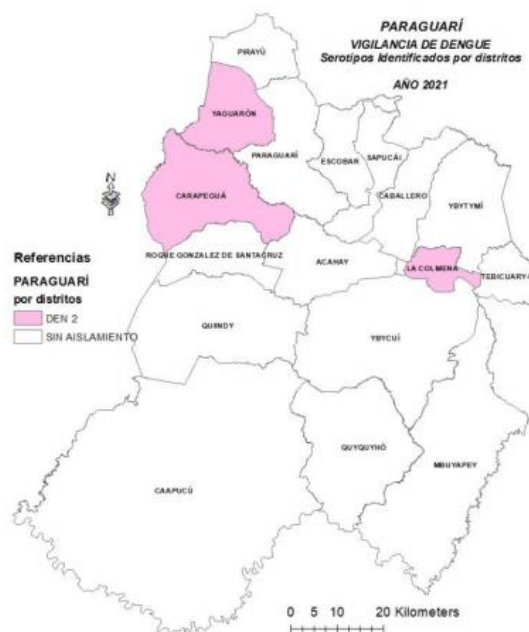 PARAGUARÍ
VIGILANCIA DE DENGUE
Serotipos Identificados por distritos
AÑO 2021
PIRAYÚ
YAGUARÓN
PARAGUARÍ
ESCOBAR
SAPUCÁI
CABALLERO
YBYTYMÍ
CARAPEGUÁ
N
ROQUE GONZALEZ DE SANTACRUZ
ACAHAY
LA COLMENA
TEBICUARY-
Referencias
PARAGUARÍ
por distritos
DEN 2
SIN AISLAMIENTO
QUIINDY
YBYCUÍ
QUYQUYHÓ
MBUYAPEY
CAAPUCÚ
0 5 10 20 Kilometers